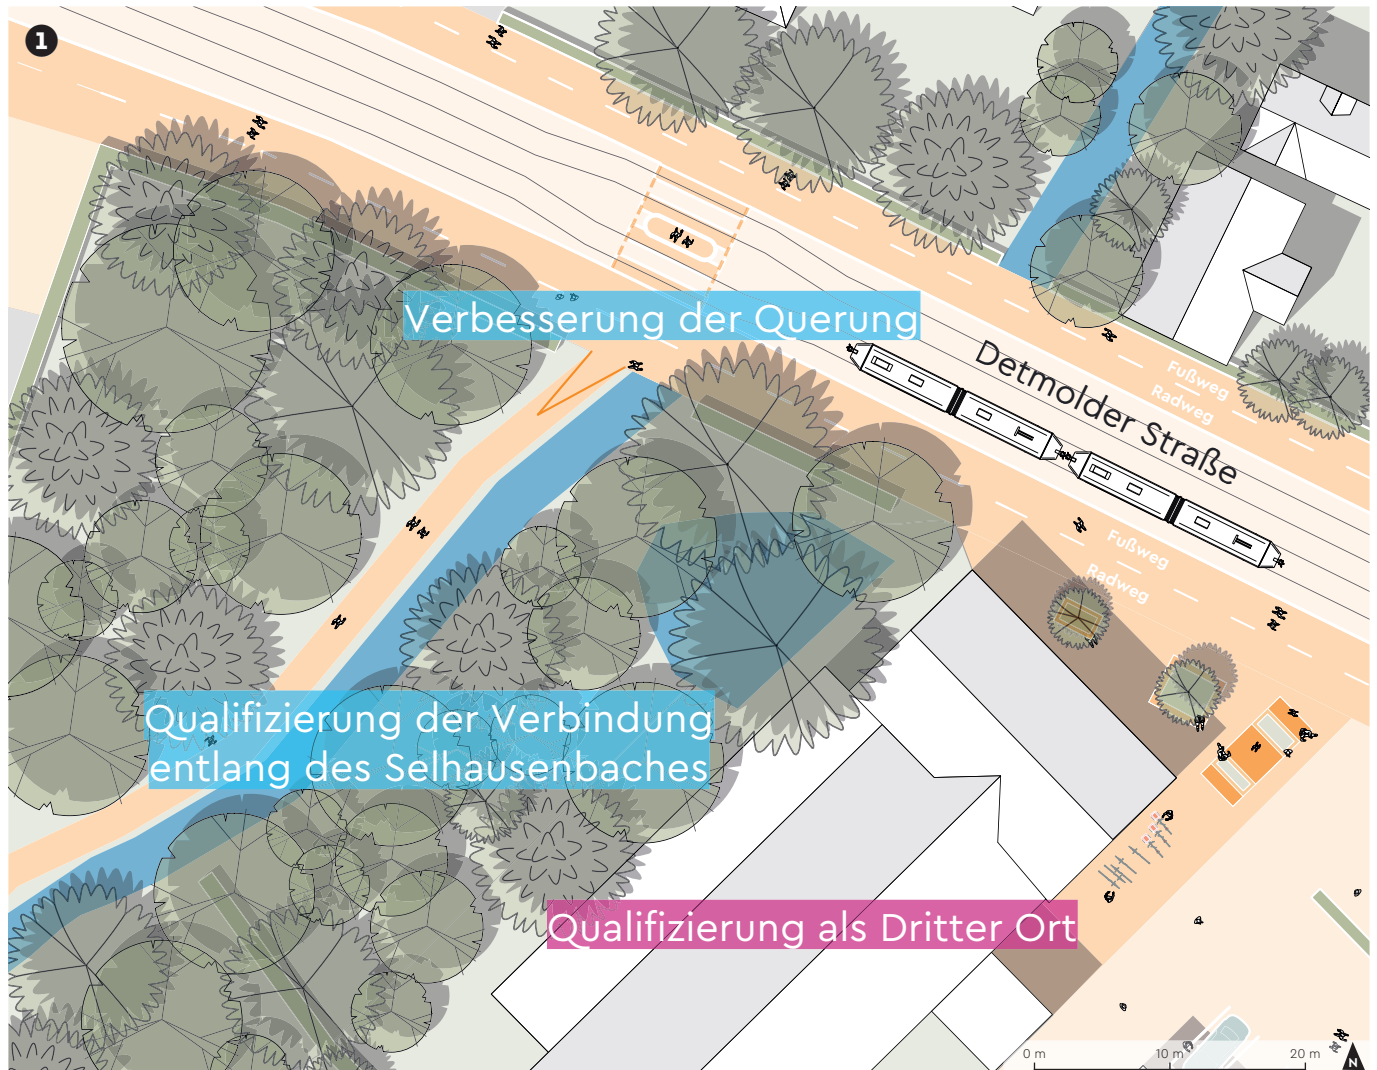 1
Verbesserung der Querung
Detmolder Straße
Fußweg
Radweg
Fußweg
Radweg
Qualifizierung der Verbindung
entlang des Selhausenbaches
Qualifizierung als Dritter Ort
0 m 10 m 20 m
N